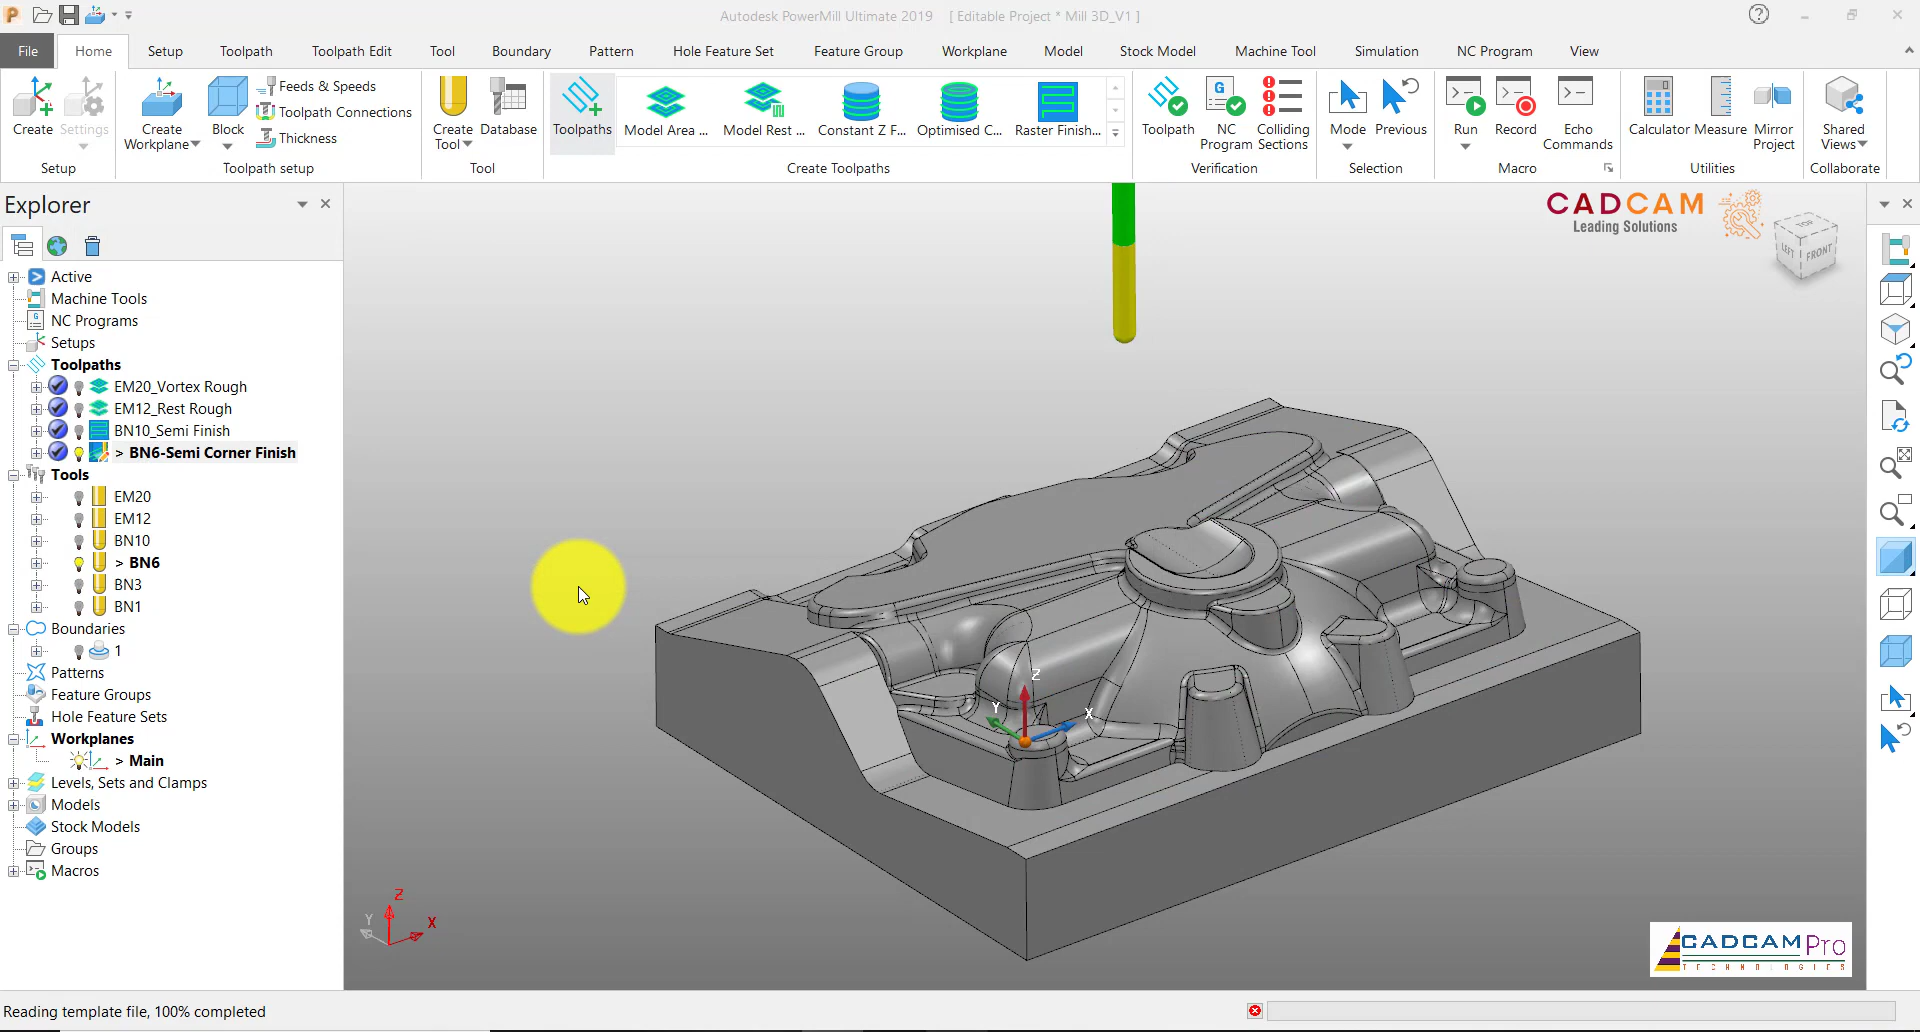 Autodesk PowerMill Ultimate 2019 [ Editable Project * Mill 3D_V1 ]
File Home Setup Toolpath Toolpath Edit Tool Boundary Pattern Hole Feature Set Feature Group Workplane Model Stock Model Machine Tool Simulation NC Program View
Create
Settings
Setup
Create
Workplane
Block
Feeds & Speeds
Toolpath Connections
Thickness
Toolpath setup
Create
Tool
Database
Tool
Toolpaths
Model Area ...
Model Rest ...
Constant Z F...
Optimised C...
Raster Finish...
Create Toolpaths
Toolpath
NC
Program
Colliding
Sections
Verification
Mode
Previous
Selection
Run
Record
Echo
Commands
Macro
Calculator
Measure
Mirror
Project
Utilities
Shared
Views
Collaborate
Explorer
Active
Machine Tools
NC Programs
Setups
Toolpaths
EM20_Vortex Rough
EM12_Rest Rough
BN10_Semi Finish
> BN6-Semi Corner Finish
Tools
EM20
EM12
BN10
> BN6
BN3
BN1
Boundaries
1
Patterns
Feature Groups
Hole Feature Sets
Workplanes
> Main
Levels, Sets and Clamps
Models
Stock Models
Groups
Macros
CADCAM
Leading Solutions
TOP
LEFT
FRONT
Z
Y
X
Z
Y
X
CADCAM Pro
TECHNOLOGIES
Reading template file, 100% completed